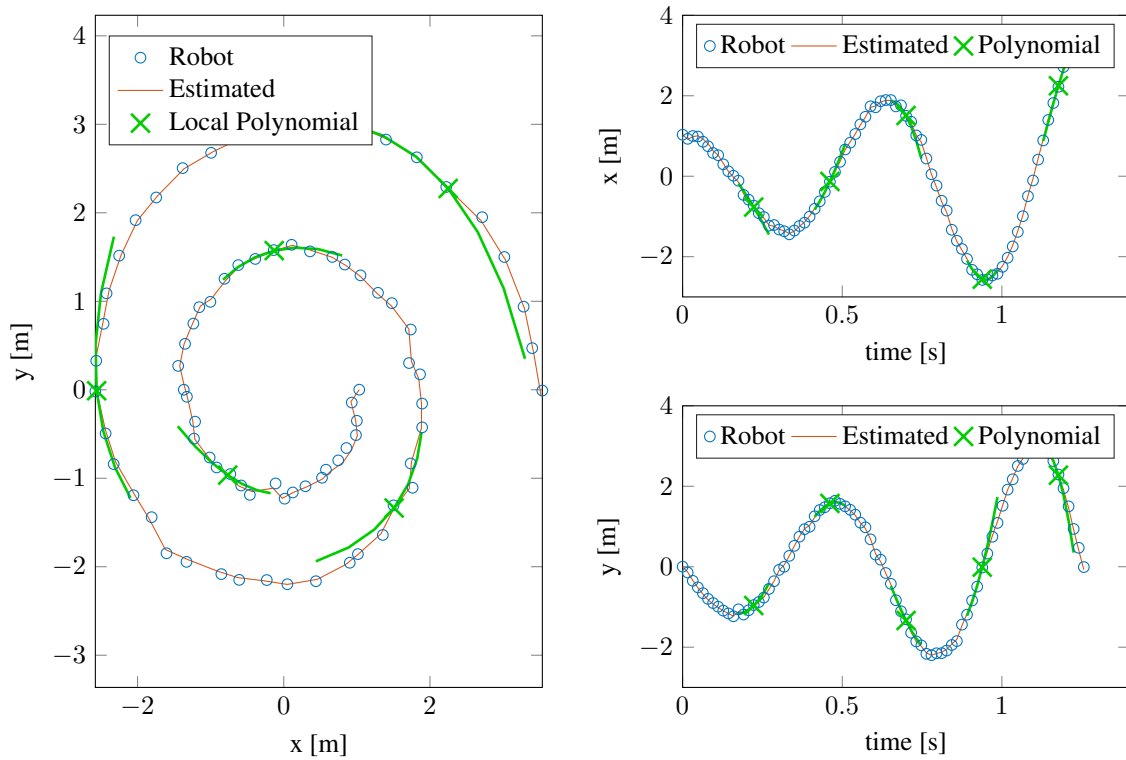 4
3
2
1
0
−1
−2
−3
−2
0
2
y [m]
x [m]
Robot
Estimated
Local Polynomial
4
2
0
−2
0
0.5
1
x [m]
time [s]
Robot Estimated Polynomial
4
2
0
−2
0
0.5
1
y [m]
time [s]
Robot Estimated Polynomial